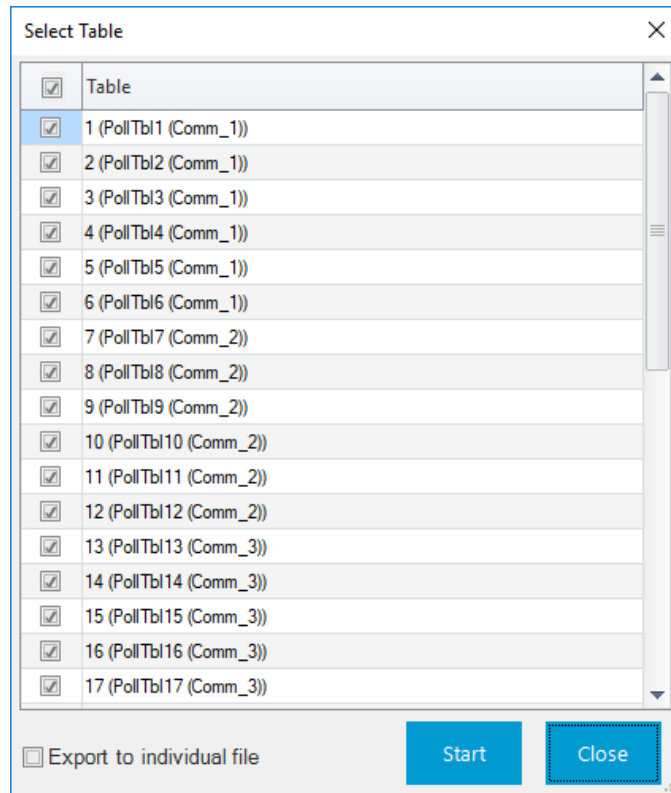 Select Table
Table
1 (PollTbl1 (Comm_1))
2 (PollTbl2 (Comm_1))
3 (PollTbl3 (Comm_1))
4 (PollTbl4 (Comm_1))
5 (PollTbl5 (Comm_1))
6 (PollTbl6 (Comm_1))
7 (PollTbl7 (Comm_2))
8 (PollTbl8 (Comm_2))
9 (PollTbl9 (Comm_2))
10 (PollTbl10 (Comm_2))
11 (PollTbl11 (Comm_2))
12 (PollTbl12 (Comm_2))
13 (PollTbl13 (Comm_3))
14 (PollTbl14 (Comm_3))
15 (PollTbl15 (Comm_3))
16 (PollTbl16 (Comm_3))
17 (PollTbl17 (Comm_3))
Export to individual file Start Close